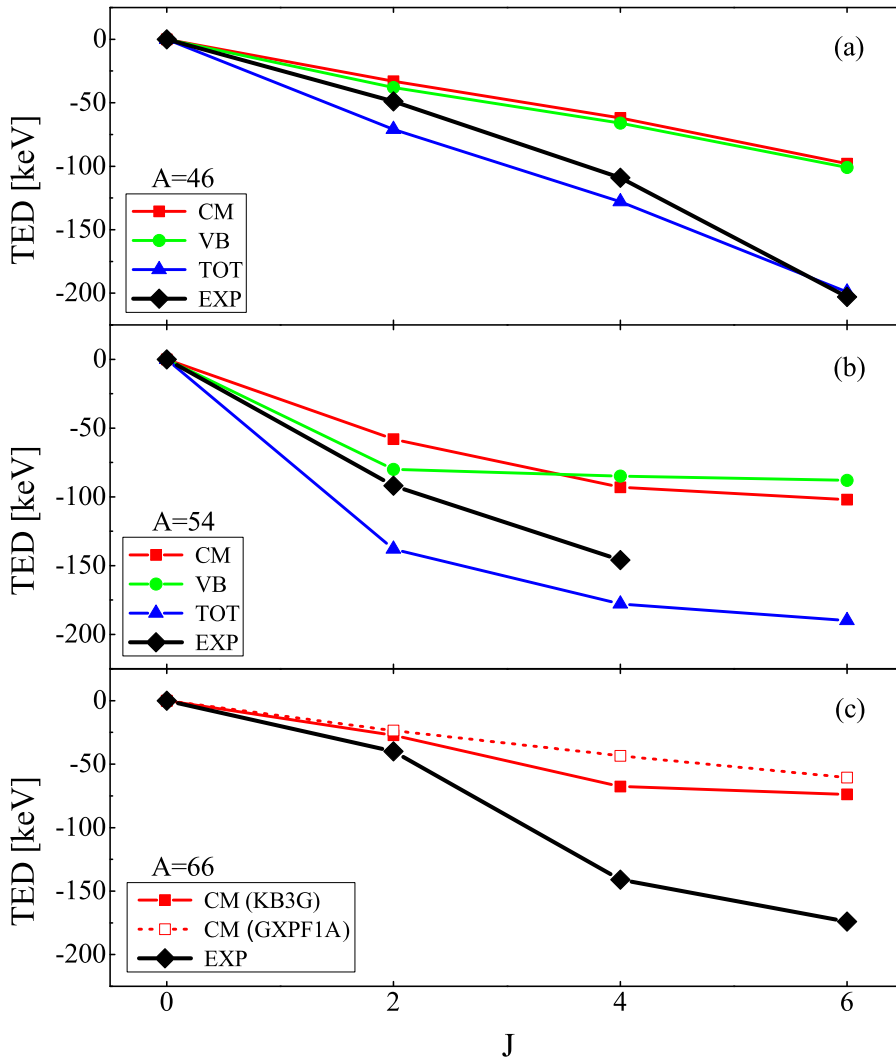 (a)
0
-50
-100
-150
-200
TED [keV]
A=46
CM
VB
TOT
EXP
(b)
0
-50
-100
-150
-200
TED [keV]
A=54
CM
VB
TOT
EXP
(c)
0
-50
-100
-150
-200
TED [keV]
A=66
CM (KB3G)
CM (GXPF1A)
EXP
0 2 4 6
J